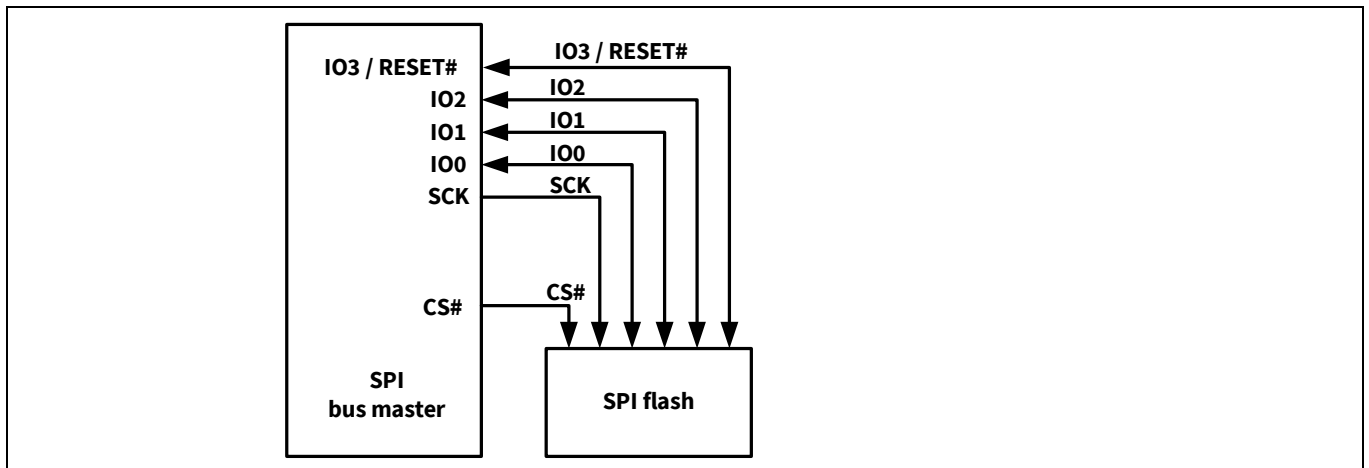 IO3 / RESET#
IO3 / RESET#
IO2
IO2
IO1
IO1
IO0
IO0
SCK
SCK
CS#
CS#
SPI
bus master
SPI flash